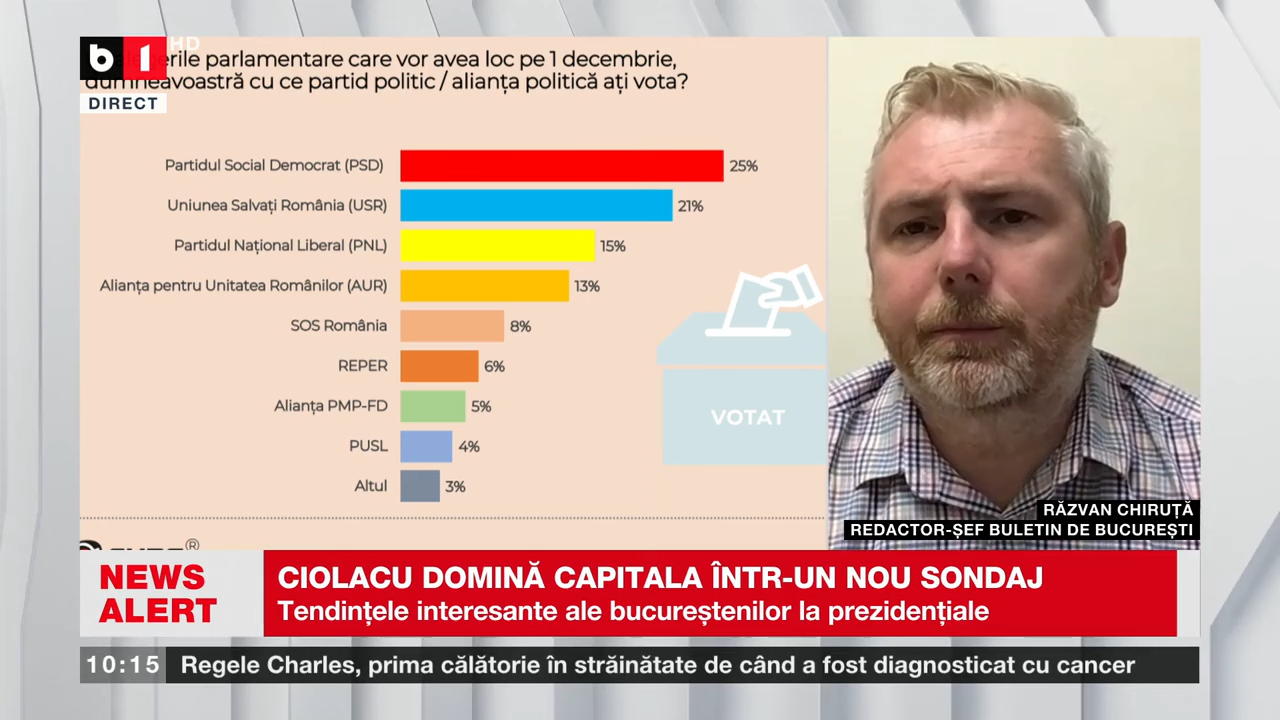 b1 HD
erile parlamentare care vor avea loc pe 1 decembrie,
dumneavoastră cu ce partid politic / alianța politică ați vota?
DIRECT
Partidul Social Democrat (PSD) 25%
Uniunea Salvați România (USR) 21%
Partidul Național Liberal (PNL) 15%
Alianța pentru Unitatea Românilor (AUR) 13%
SOS România 8%
REPER 6%
Alianța PMP-FD 5%
PUSL 4%
Altul 3%
VOTAT
RĂZVAN CHIRUȚĂ
REDACTOR-ȘEF BULETIN DE BUCUREȘTI
NEWS
ALERT
CIOLACU DOMINĂ CAPITALA ÎNTR-UN NOU SONDAJ
Tendințele interesante ale bucureștenilor la prezidențiale
10:15 Regele Charles, prima călătorie în străinătate de când a fost diagnosticat cu cancer